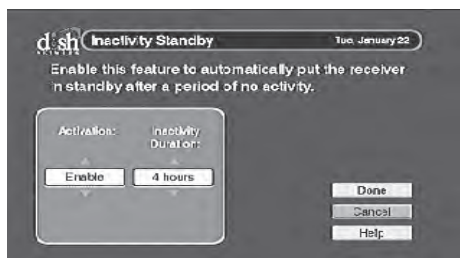 dish Inactivity Standby Tue, January 22
NETWORK
Enable this feature to automatically put the receiver
in standby after a period of no activity.
Activation: Inactivity
Duration:
Enable 4 hours
Done
Cancel
Help